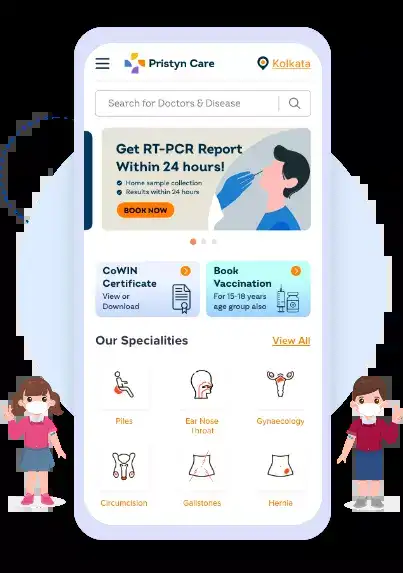 Pristyn Care
Kolkata
Search for Doctors & Disease
Get RT-PCR Report
Within 24 hours!
Home sample collection
Results within 24 hours
BOOK NOW
CoWIN
Certificate
View or
Download
Book
Vaccination
For 15-18 years
age group also
Our Specialities
View All
Piles
Ear Nose
Throat
Gynaecology
Circumcision
Gallstones
Hernia